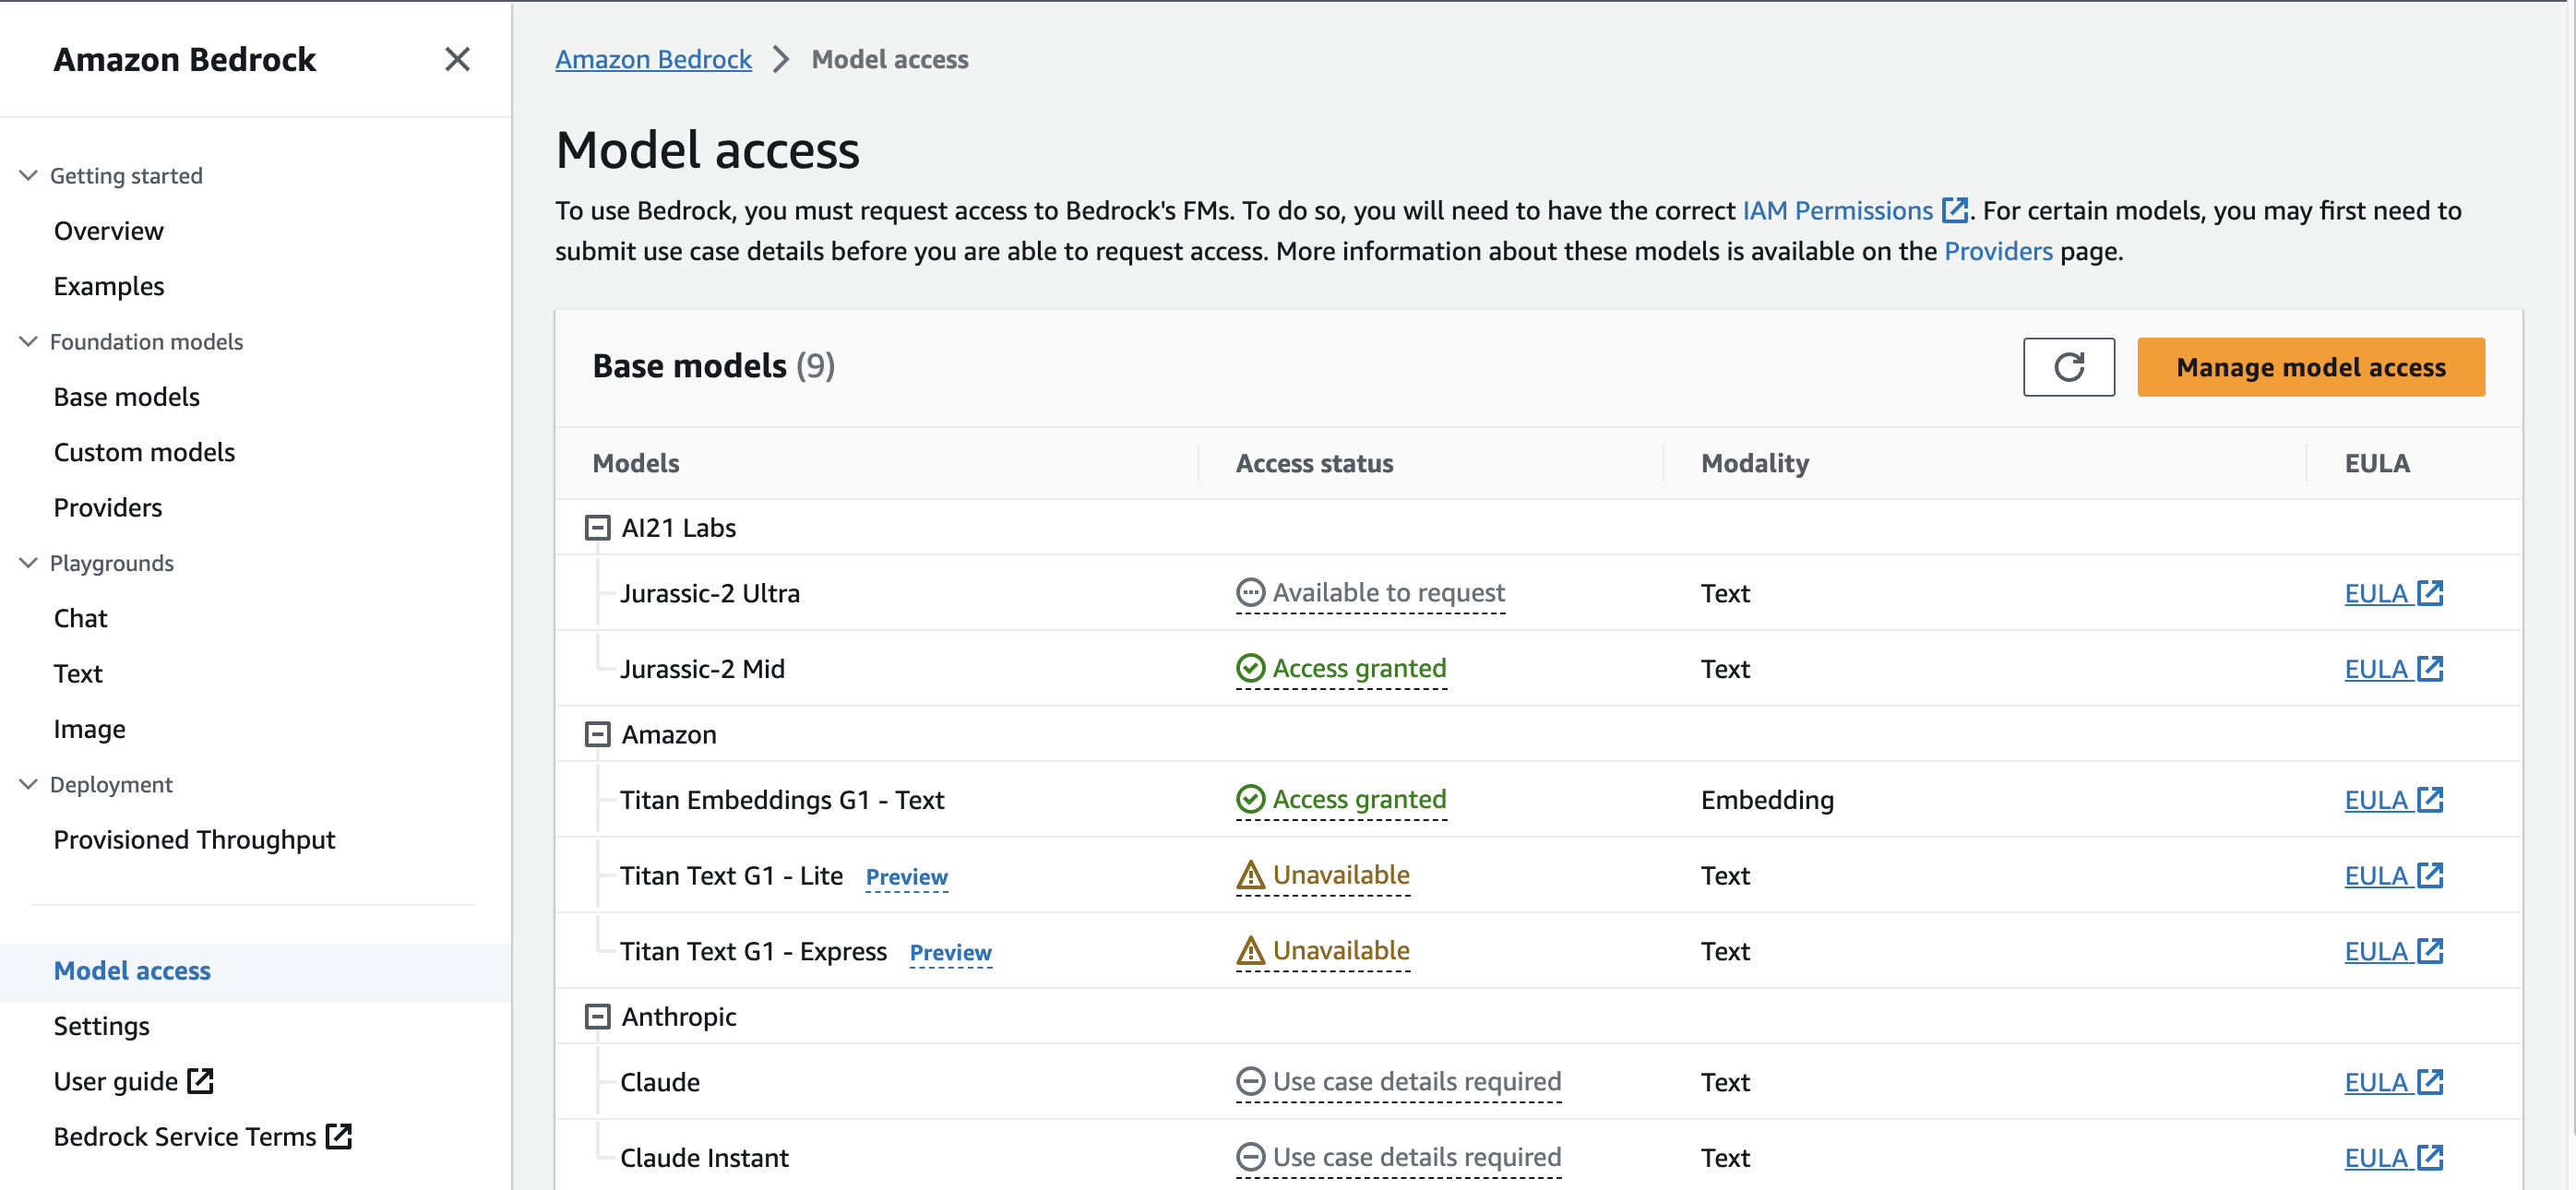 Amazon Bedrock
Getting started
Overview
Examples
Foundation models
Base models
Custom models
Providers
Playgrounds
Chat
Text
Image
Deployment
Provisioned Throughput
Model access
Settings
User guide
Bedrock Service Terms
Amazon Bedrock > Model access
Model access
To use Bedrock, you must request access to Bedrock's FMs. To do so, you will need to have the correct IAM Permissions. For certain models, you may first need to
submit use case details before you are able to request access. More information about these models is available on the Providers page.
Base models (9)
Manage model access
Models Access status Modality EULA
AI21 Labs
Jurassic-2 Ultra Available to request Text EULA
Jurassic-2 Mid Access granted Text EULA
Amazon
Titan Embeddings G1 - Text Access granted Embedding EULA
Titan Text G1 - Lite Preview Unavailable Text EULA
Titan Text G1 - Express Preview Unavailable Text EULA
Anthropic
Claude Use case details required Text EULA
Claude Instant Use case details required Text EULA